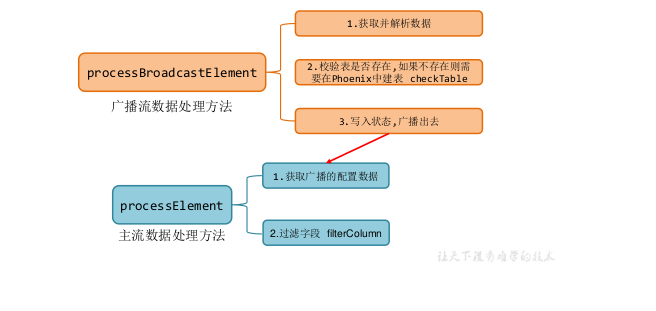 1.获取并解析数据
processBroadcastElement
2.校验表是否存在,如果不存在则需
要在Phoenix中建表 checkTable
广播流数据处理方法
3.写入状态,广播出去
1.获取广播的配置数据
processElement
主流数据处理方法
2.过滤字段 filterColumn
让天下没有难学的技术